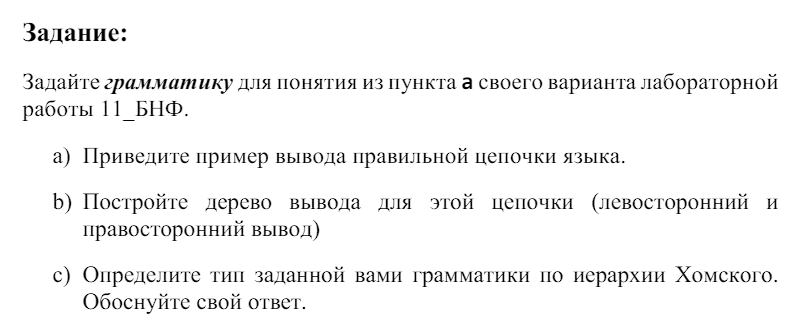 Задание:
Задайте грамматику для понятия из пункта а своего варианта лабораторной
работы 11_БНФ.
a) Приведите пример вывода правильной цепочки языка.
b) Постройте дерево вывода для этой цепочки (левосторонний и
правосторонний вывод)
c) Определите тип заданной вами грамматики по иерархии Хомского.
Обоснуйте свой ответ.